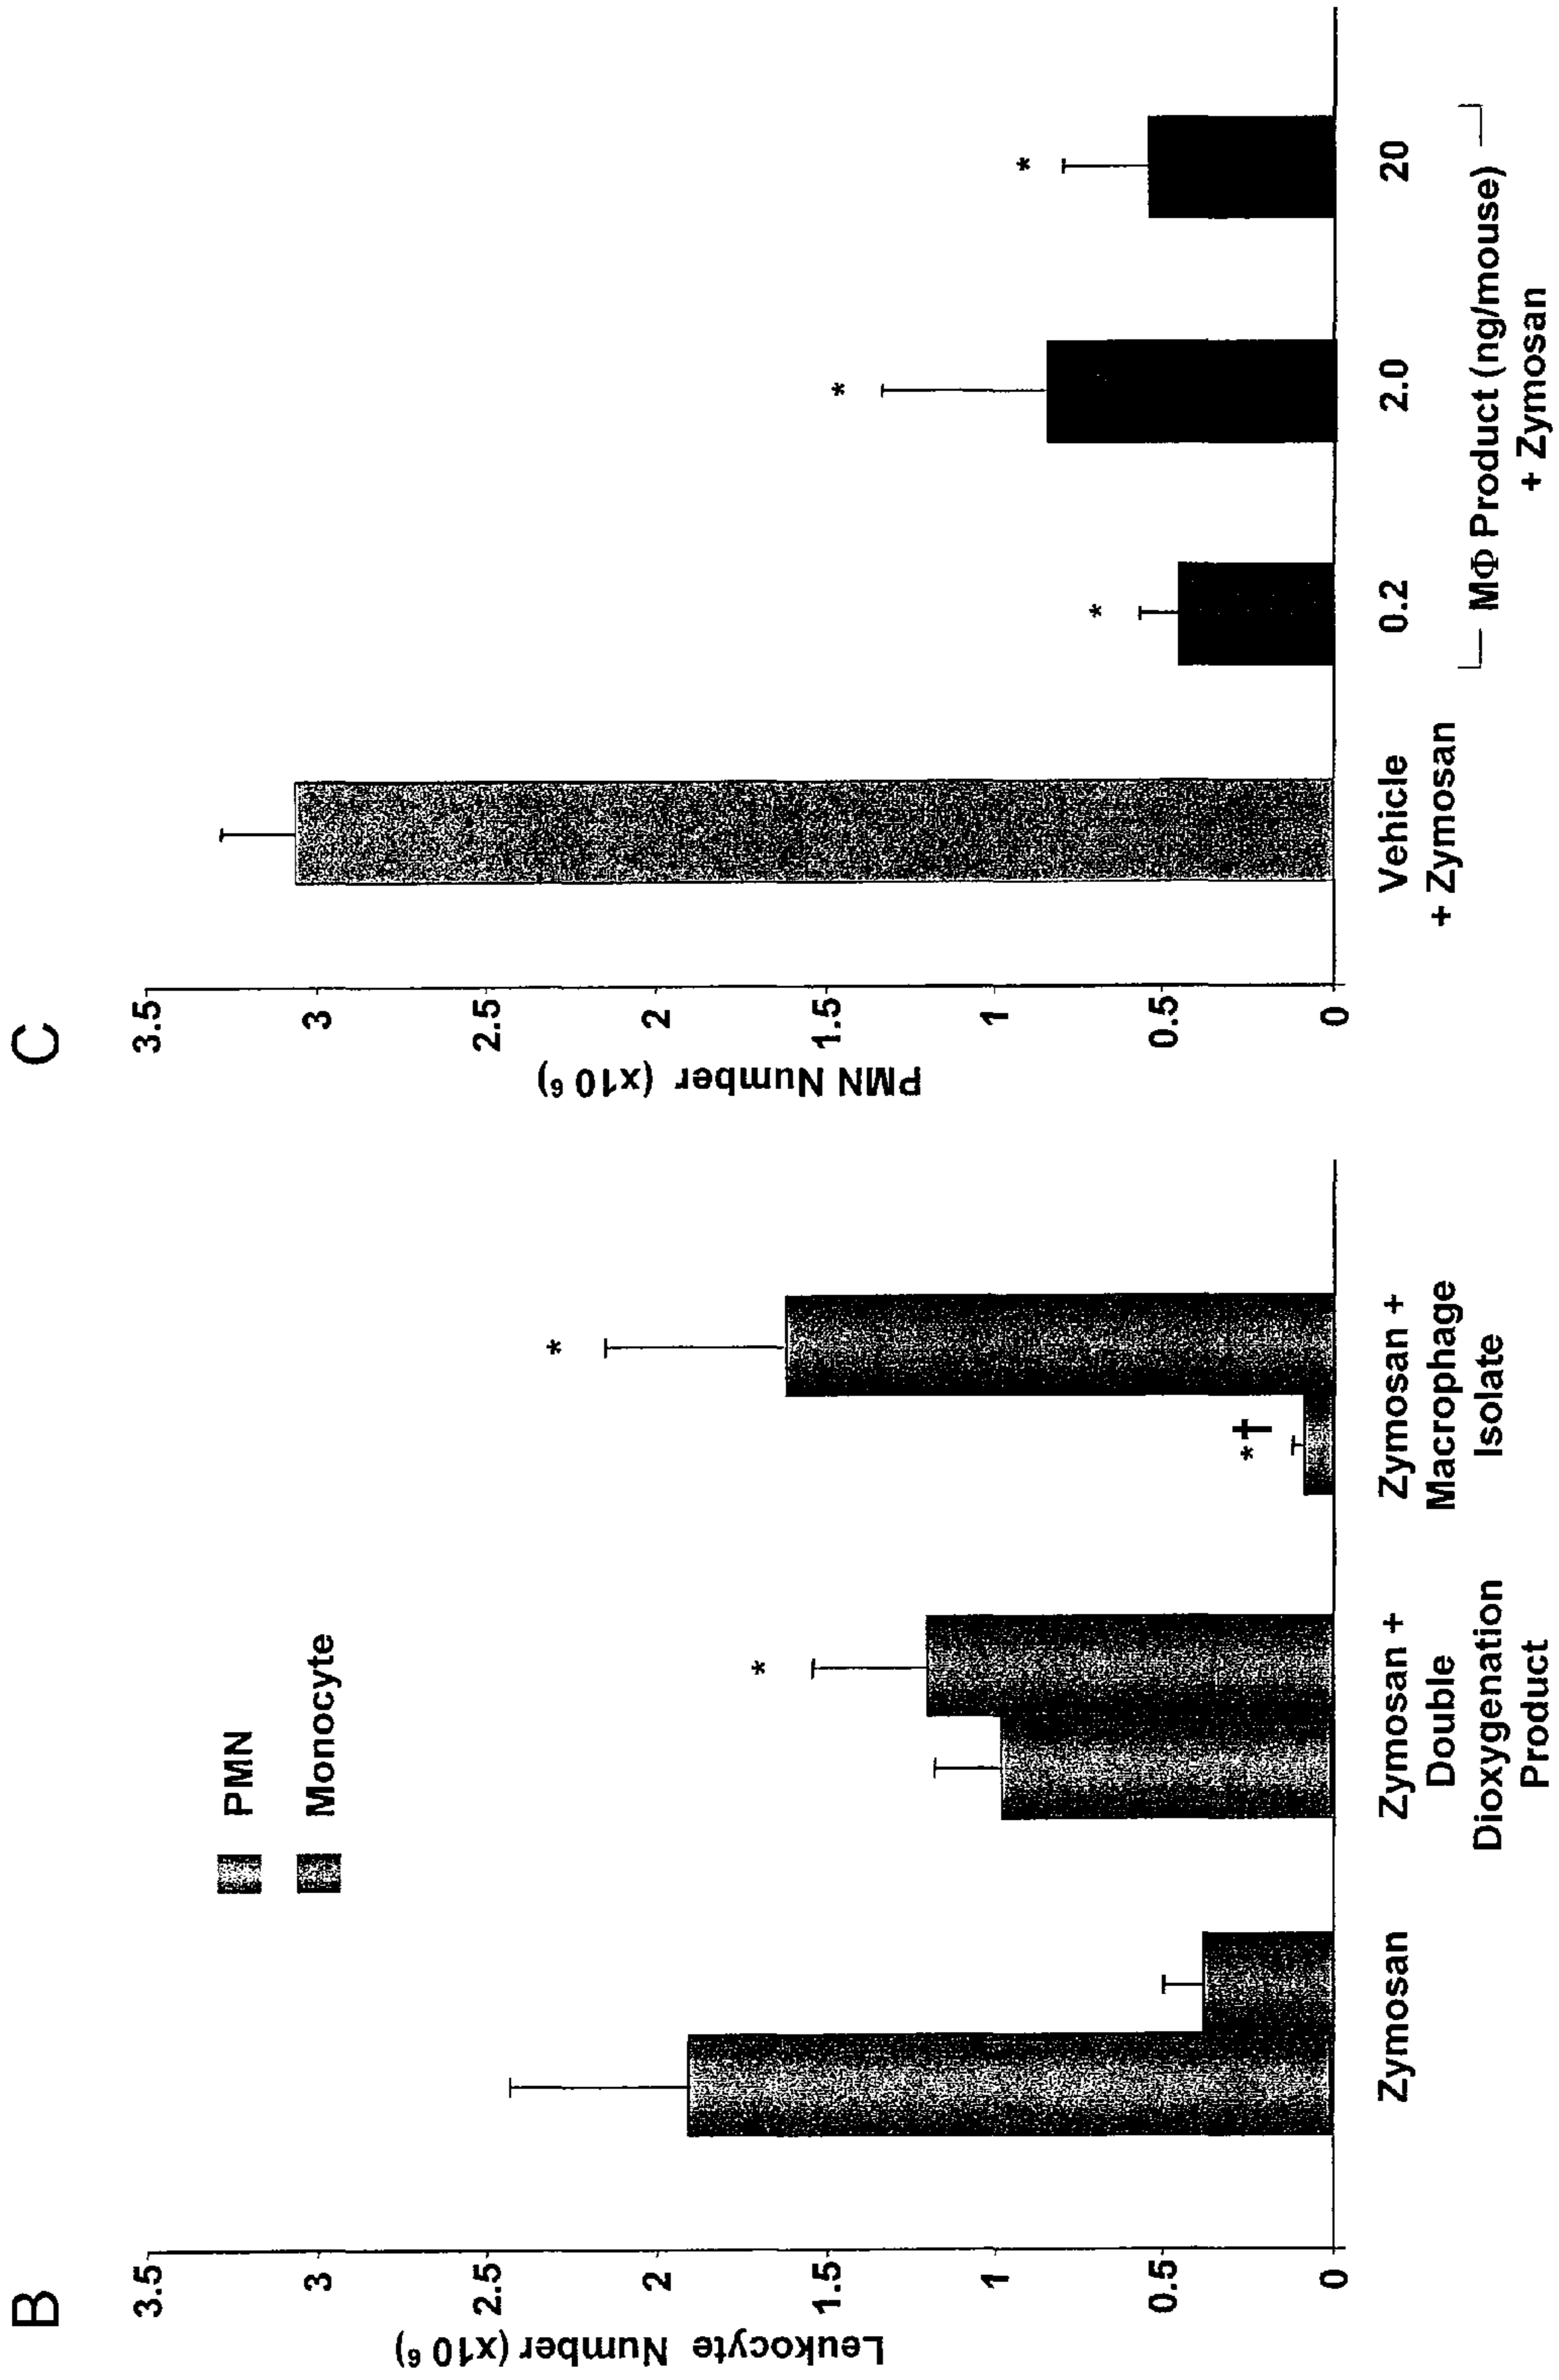 B
Leukocyte Number (x10 6)
3.5
3
2.5
2
1.5
1
0.5
0
PMN
Monocyte
*
*†
*
Zymosan
Zymosan +
Double
Dioxygenation
Product
Zymosan +
Macrophage
Isolate
C
PMN Number (x10 6)
3.5
3
2.5
2
1.5
1
0.5
0
*
*
*
Vehicle
+ Zymosan
0.2
2.0
20
MΦ Product (ng/mouse)
+ Zymosan